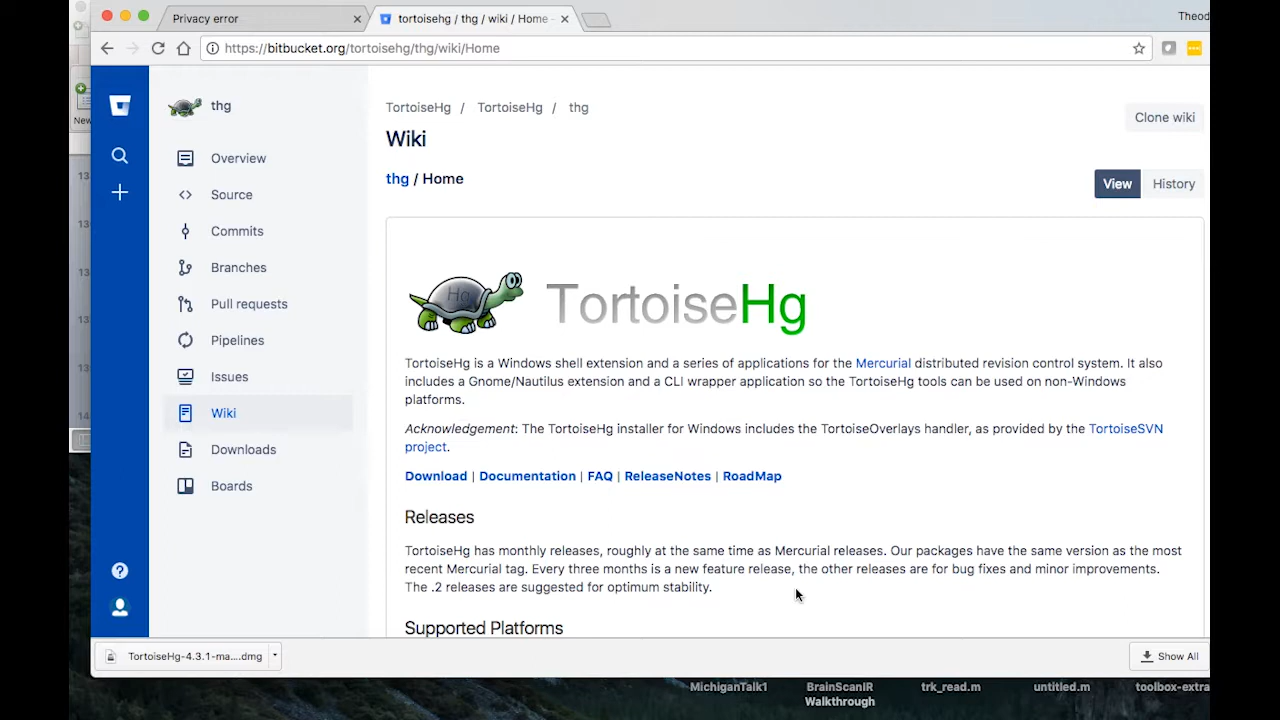 Privacy error
tortoisehg / thg / wiki / Home -
Theod
https://bitbucket.org/tortoisehg/thg/wiki/Home
New
13
13
13
13
13
14
thg
Overview
Source
Commits
Branches
Pull requests
Pipelines
Issues
Wiki
Downloads
Boards
TortoiseHg / TortoiseHg / thg
Clone wiki
Wiki
thg / Home
View
History
Hg
TortoiseHg
TortoiseHg is a Windows shell extension and a series of applications for the Mercurial distributed revision control system. It also
includes a Gnome/Nautilus extension and a CLI wrapper application so the TortoiseHg tools can be used on non-Windows
platforms.
Acknowledgement: The TortoiseHg installer for Windows includes the TortoiseOverlays handler, as provided by the TortoiseSVN
project.
Download | Documentation | FAQ | ReleaseNotes | RoadMap
Releases
TortoiseHg has monthly releases, roughly at the same time as Mercurial releases. Our packages have the same version as the most
recent Mercurial tag. Every three months is a new feature release, the other releases are for bug fixes and minor improvements.
The .2 releases are suggested for optimum stability.
Supported Platforms
TortoiseHg-4.3.1-ma....dmg
Show All
MichiganTalk1
BrainScanIR
Walkthrough
trk_read.m
untitled.m
toolbox-extra